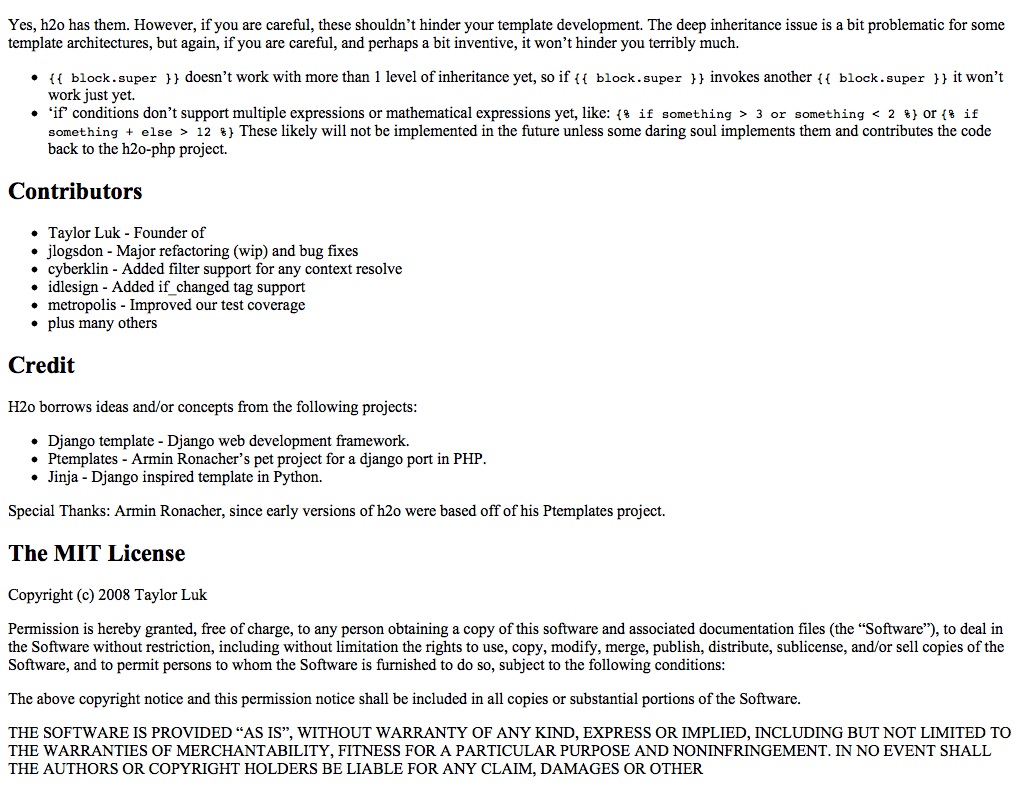 Yes, h2o has them. However, if you are careful, these shouldn’t hinder your template development. The deep inheritance issue is a bit problematic for some
template architectures, but again, if you are careful, and perhaps a bit inventive, it won’t hinder you terribly much.
• {{ block.super }} doesn’t work with more than 1 level of inheritance yet, so if {{ block.super }} invokes another {{ block.super }} it won’t
work just yet.
• ‘if’ conditions don’t support multiple expressions or mathematical expressions yet, like: {% if something > 3 or something < 2 %} or {% if
something + else > 12 %} These likely will not be implemented in the future unless some daring soul implements them and contributes the code
back to the h2o-php project.
Contributors
• Taylor Luk - Founder of
• jlogsdon - Major refactoring (wip) and bug fixes
• cyberklin - Added filter support for any context resolve
• idlesign - Added if_changed tag support
• metropolis - Improved our test coverage
• plus many others
Credit
H2o borrows ideas and/or concepts from the following projects:
• Django template - Django web development framework.
• Ptemplates - Armin Ronacher’s pet project for a django port in PHP.
• Jinja - Django inspired template in Python.
Special Thanks: Armin Ronacher, since early versions of h2o were based off of his Ptemplates project.
The MIT License
Copyright (c) 2008 Taylor Luk
Permission is hereby granted, free of charge, to any person obtaining a copy of this software and associated documentation files (the “Software”), to deal in
the Software without restriction, including without limitation the rights to use, copy, modify, merge, publish, distribute, sublicense, and/or sell copies of the
Software, and to permit persons to whom the Software is furnished to do so, subject to the following conditions:
The above copyright notice and this permission notice shall be included in all copies or substantial portions of the Software.
THE SOFTWARE IS PROVIDED “AS IS”, WITHOUT WARRANTY OF ANY KIND, EXPRESS OR IMPLIED, INCLUDING BUT NOT LIMITED TO
THE WARRANTIES OF MERCHANTABILITY, FITNESS FOR A PARTICULAR PURPOSE AND NONINFRINGEMENT. IN NO EVENT SHALL
THE AUTHORS OR COPYRIGHT HOLDERS BE LIABLE FOR ANY CLAIM, DAMAGES OR OTHER